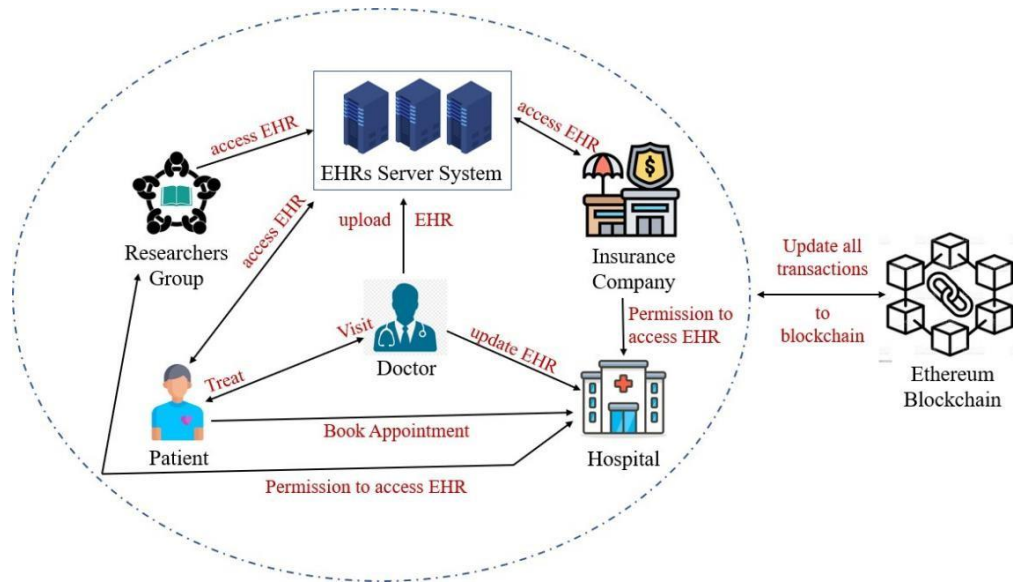 access EHR
EHRs Server System
access EHR
Researchers
Group
access EHR
upload EHR
Insurance
Company
Update all
transactions
to
blockchain
Visit
Doctor
update EHR
Permission to
access EHR
Ethereum
Blockchain
Treat
Patient
Book Appointment
Hospital
Permission to access EHR